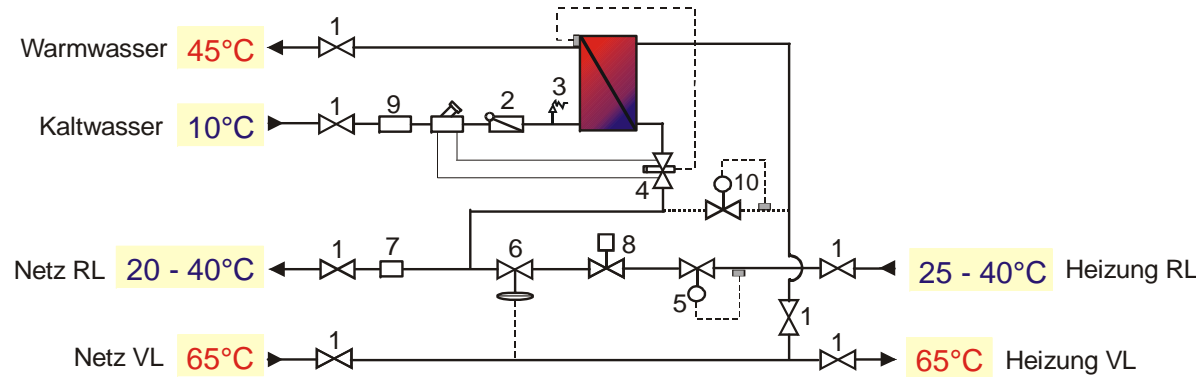 Warmwasser 45°C 1
Kaltwasser 10°C 1 9 2 3
4 10
Netz RL 20 - 40°C 1 7 6 8 5 1 25 - 40°C Heizung RL
1
Netz VL 65°C 1 1 65°C Heizung VL